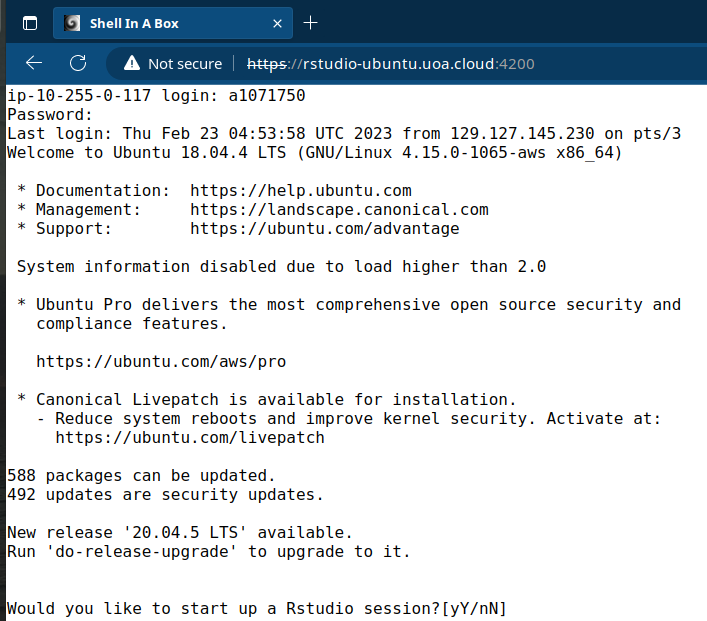 Shell In A Box
Not secure https://rstudio-ubuntu.uoa.cloud:4200
ip-10-255-0-117 login: a1071750
Password:
Last login: Thu Feb 23 04:53:58 UTC 2023 from 129.127.145.230 on pts/3
Welcome to Ubuntu 18.04.4 LTS (GNU/Linux 4.15.0-1065-aws x86_64)
* Documentation:  https://help.ubuntu.com
* Management:     https://landscape.canonical.com
* Support:        https://ubuntu.com/advantage
System information disabled due to load higher than 2.0
* Ubuntu Pro delivers the most comprehensive open source security and
compliance features.
https://ubuntu.com/aws/pro
* Canonical Livepatch is available for installation.
- Reduce system reboots and improve kernel security. Activate at:
https://ubuntu.com/livepatch
588 packages can be updated.
492 updates are security updates.
New release '20.04.5 LTS' available.
Run 'do-release-upgrade' to upgrade to it.
Would you like to start up a Rstudio session?[yY/nN]